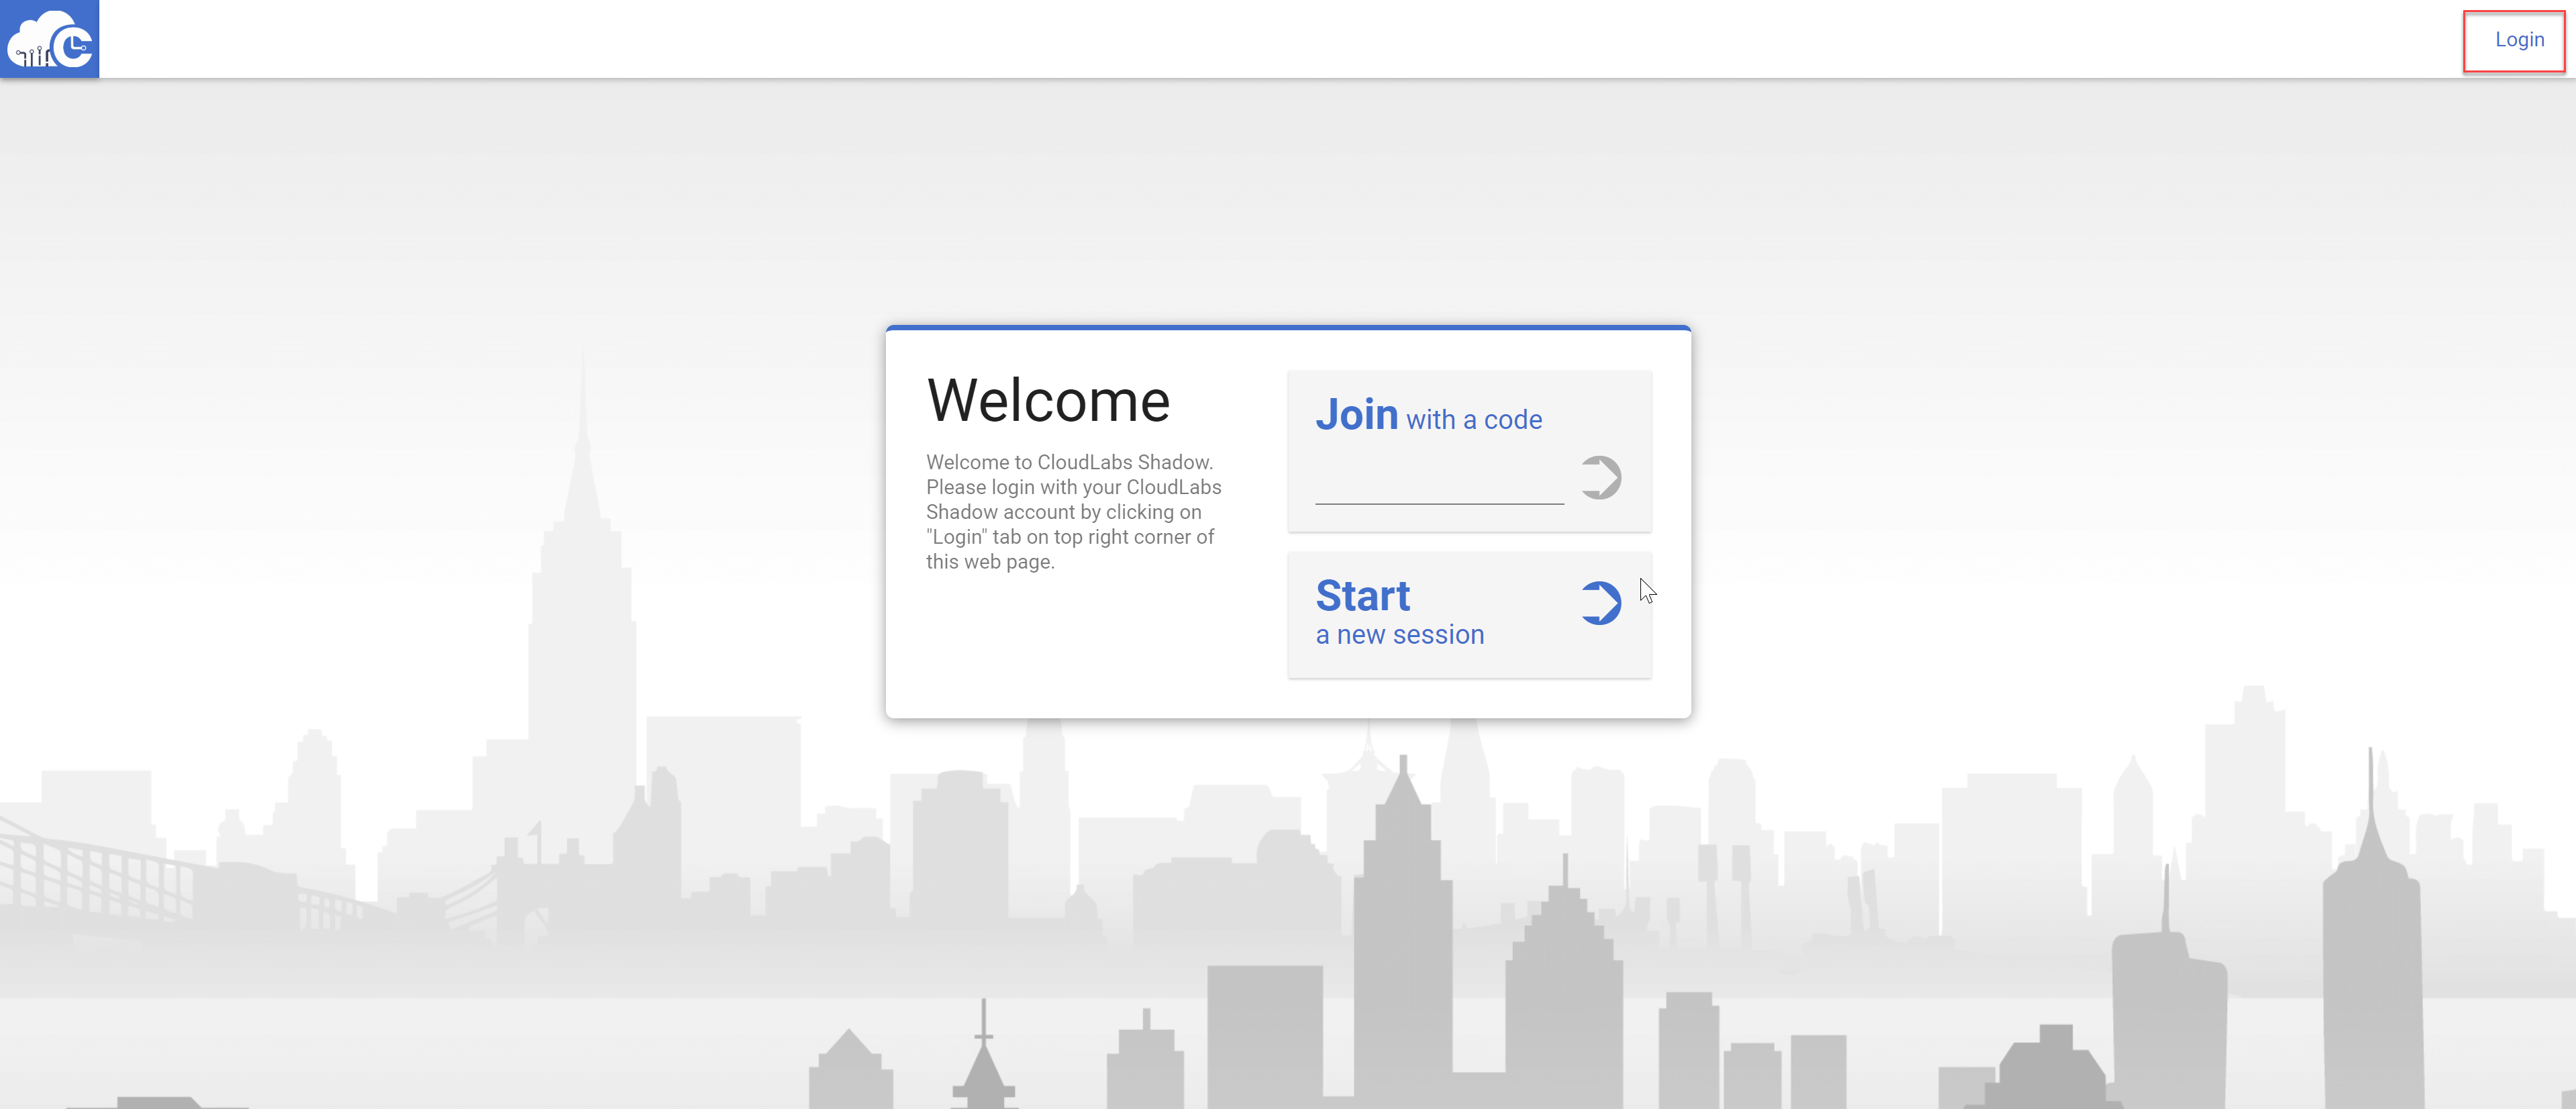 Login
Welcome
Welcome to CloudLabs Shadow.
Please login with your CloudLabs
Shadow account by clicking on
"Login" tab on top right corner of
this web page.
Join with a code
Start
a new session